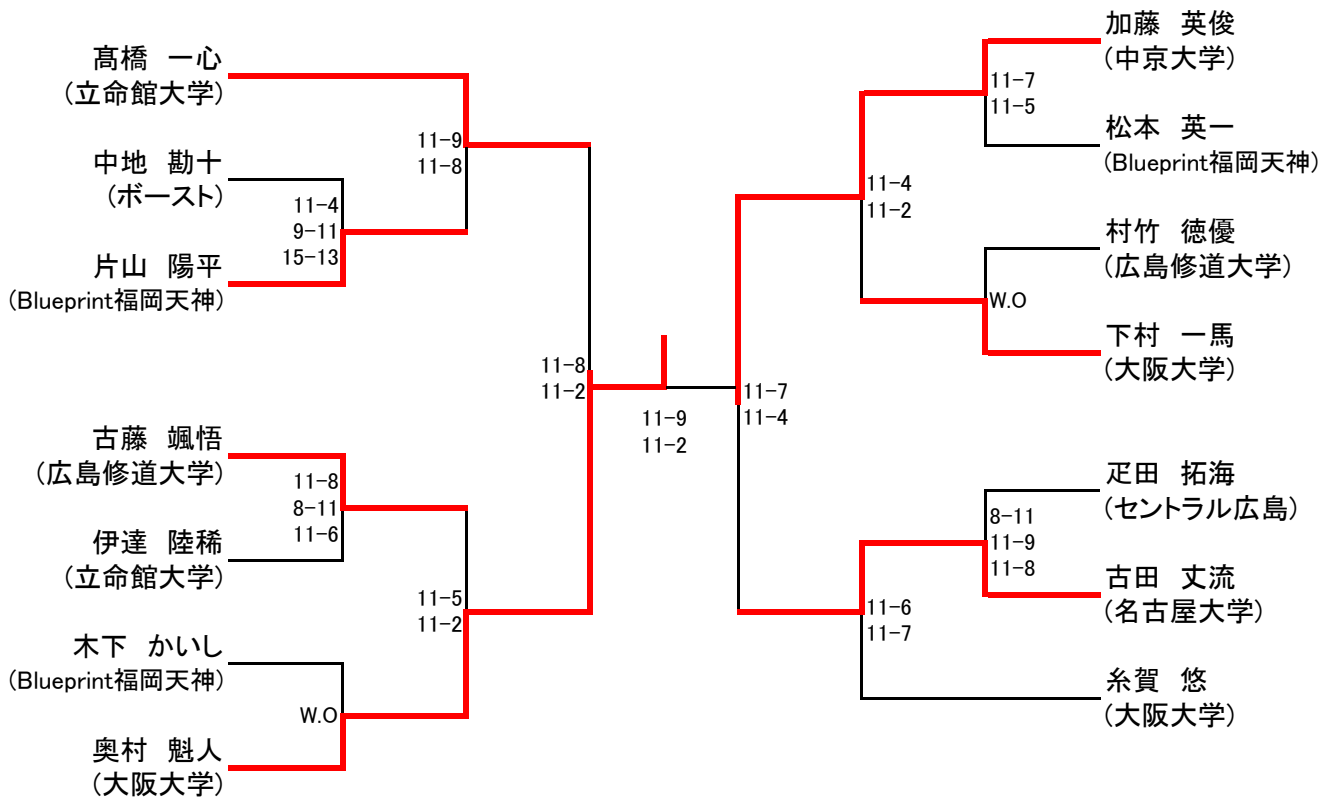 髙橋 一心
(立命館大学)
中地 勘十
(ボースト)
片山 陽平
(Blueprint福岡天神)
11-4
9-11
15-13
11-9
11-8
古藤 颯悟
(広島修道大学)
伊達 陸稀
(立命館大学)
11-8
8-11
11-6
木下 かいし
(Blueprint福岡天神)
奥村 魁人
(大阪大学)
W.O
11-5
11-2
11-8
11-2
11-9
11-2
加藤 英俊
(中京大学)
松本 英一
(Blueprint福岡天神)
11-7
11-5
村竹 徳優
(広島修道大学)
下村 一馬
(大阪大学)
W.O
11-4
11-2
11-7
11-4
疋田 拓海
(セントラル広島)
古田 丈流
(名古屋大学)
8-11
11-9
11-8
糸賀 悠
(大阪大学)
11-6
11-7